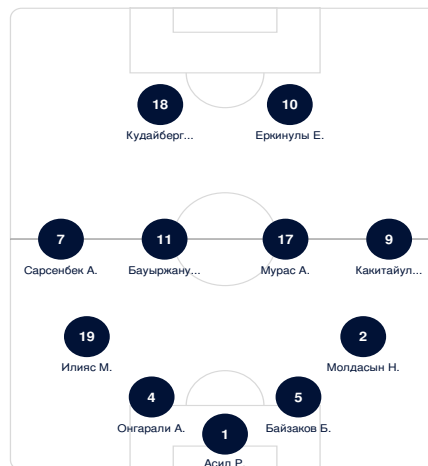 18
10
Кудайберг...
Еркинулы Е.
7
11
17
9
Сарсенбек А.
Бауыржану...
Мурас А.
Какитайул...
19
2
Илияс М.
Молдасын Н.
4
5
Онгарали А.
Байзаков Б.
1
Асил Р.